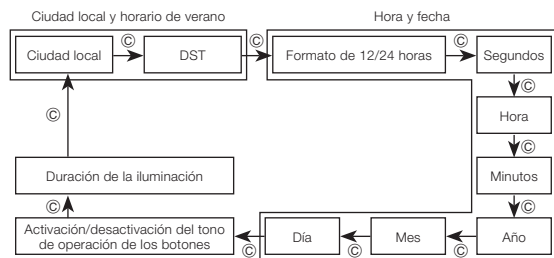 Ciudad local y horario de verano
Hora y fecha
Ciudad local
Ⓒ
DST
Ⓒ
Formato de 12/24 horas
Ⓒ
Segundos
Ⓒ
Hora
Ⓒ
Minutos
Ⓒ
Año
Ⓒ
Mes
Ⓒ
Día
Ⓒ
Activación/desactivación del tono
de operación de los botones
Ⓒ
Duración de la iluminación
Ⓒ